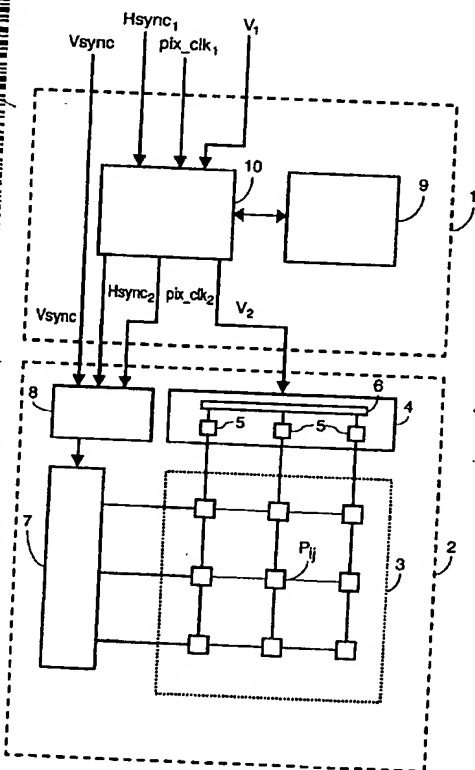 Hsync₁
V₁
Vsync
pix_clk₁
10
9
1
Hsync₂
pix_clk₂
V₂
Vsync
6
4
8
5
5
7
Pij
3
2